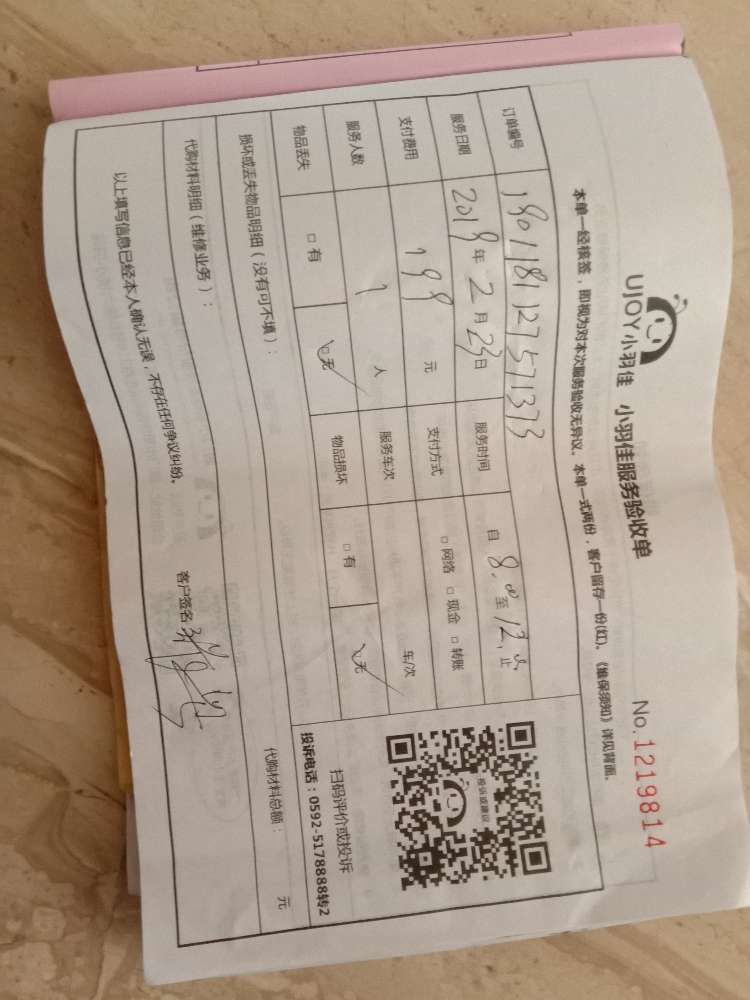 UJOY小羽佳 小羽佳服务验收单
No.1219814
本单一经核签，即视为对本次服务验收无异议。本单一式两份，客户留存一份(红)。《维保须知》详见背面。
订单编号 1801181127571373
服务日期 2018年2月23日 服务时间 自8.00至12.00止
支付费用 199元 支付方式 □网络 □现金 □转账
服务人数 1人 服务车次 车/次
物品丢失 □有 □无 物品损坏 □有 □无
损坏或丢失物品明细（没有可不填）：
代购材料明细（维修业务）：
代购材料总额： 元
以上填写信息已经本人确认无误，不存在任何争议纠纷。 客户签名
投诉或建议
扫码评价或投诉
投诉电话：0592-5178888转2